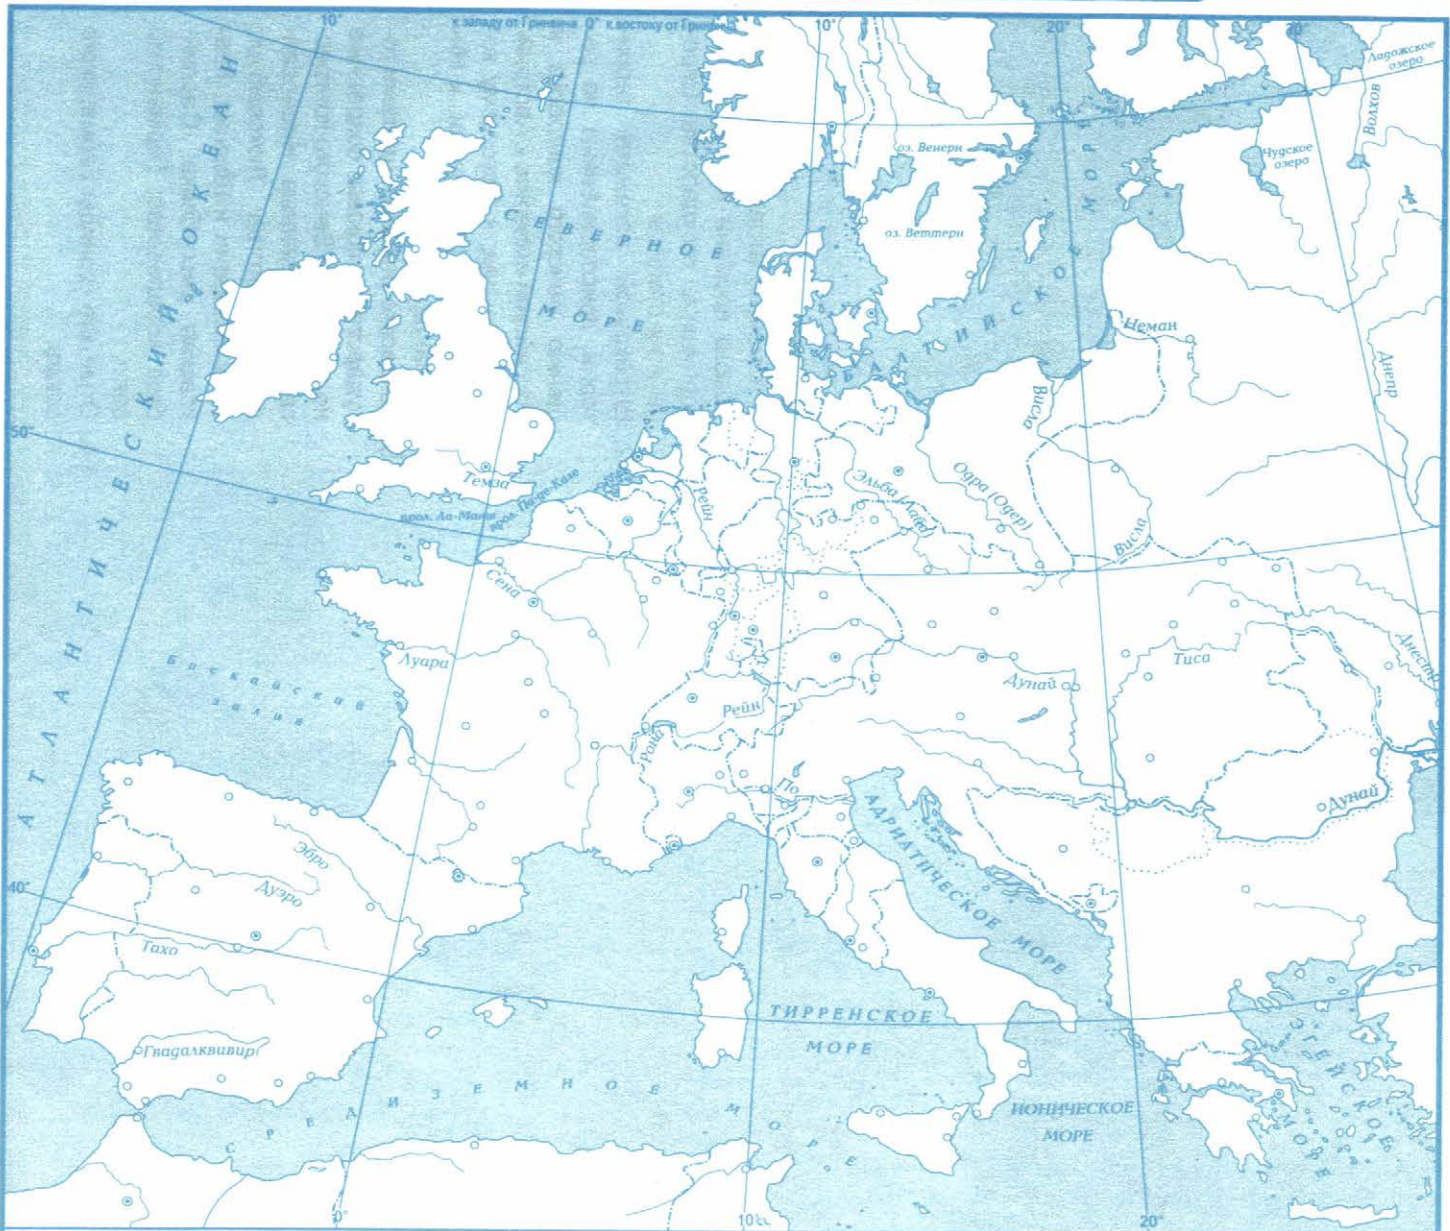 10°
к западу от Гринвича 0° к востоку от Гринвича
10°
20°
30°
Ладожское
озеро
Волхов
оз. Венерн
Чудское
озеро
оз. Веттерн
АТЛАНТИЧЕСКИЙ ОКЕАН
СЕВЕРНОЕ
МОРЕ
БАЛТИЙСКОЕ МОРЕ
Неман
Днепр
Висла
50°
Темза
прол. Ла-Манш
прол. Па-де-Кале
Рейн
Эльба (Лаба)
Одра (Одер)
Висла
Сена
Луара
Бискайский
залив
Рейн
Дунай
Тиса
Днестр
Рона
По
Дунай
АДРИАТИЧЕСКОЕ МОРЕ
Эбро
Дуэро
40°
Тахо
Гвадалквивир
ТИРРЕНСКОЕ
МОРЕ
СРЕДИЗЕМНОЕ МОРЕ
ИОНИЧЕСКОЕ
МОРЕ
ЭГЕЙСКОЕ
МОРЕ
0°
10°
20°